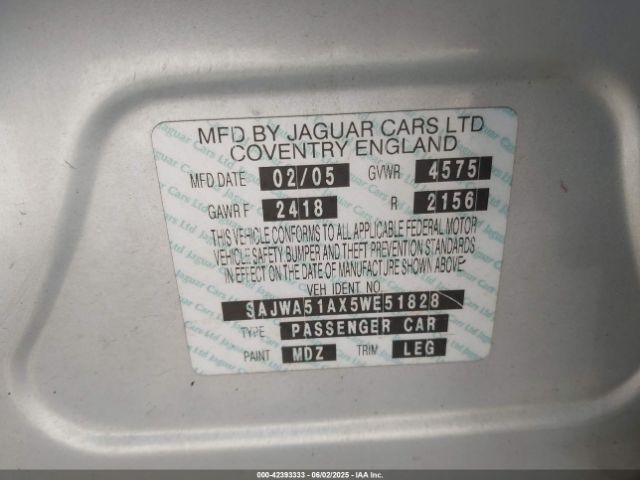 MFD BY JAGUAR CARS LTD
COVENTRY ENGLAND
MFD DATE 02/05 GVWR 4575
GAWR F 2418 R 2156
THIS VEHICLE CONFORMS TO ALL APPLICABLE FEDERAL MOTOR
VEHICLE SAFETY BUMPER AND THEFT PREVENTION STANDARDS
IN EFFECT ON THE DATE OF MANUFACTURE SHOWN ABOVE
VEH IDENT NO.
SAJWA51AX5WE51828
TYPE PASSENGER CAR
PAINT MDZ TRIM LEG
000-42393333 - 06/02/2025 - IAA, Inc.